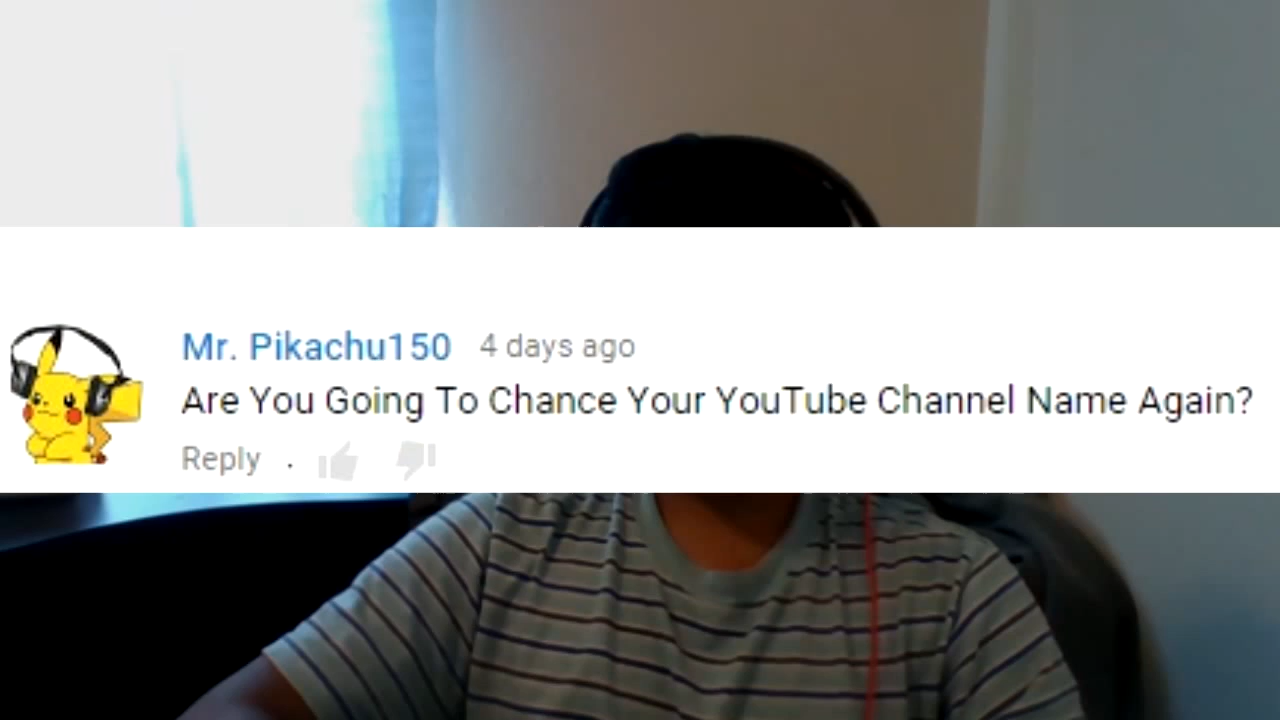 Mr. Pikachu150 4 days ago
Are You Going To Chance Your YouTube Channel Name Again?
Reply .